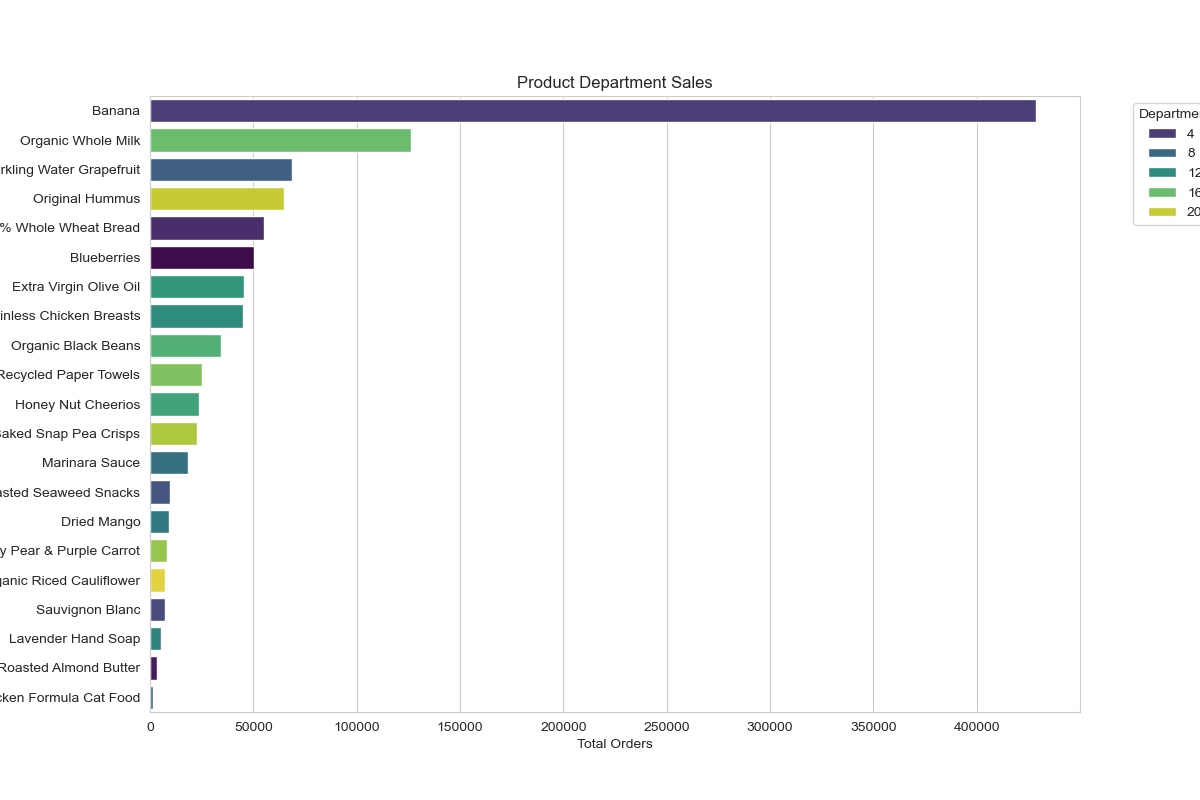 Product Department Sales
Banana
Organic Whole Milk
rkling Water Grapefruit
Original Hummus
% Whole Wheat Bread
Blueberries
Extra Virgin Olive Oil
inless Chicken Breasts
Organic Black Beans
Recycled Paper Towels
Honey Nut Cheerios
Baked Snap Pea Crisps
Marinara Sauce
asted Seaweed Snacks
Dried Mango
y Pear & Purple Carrot
ganic Riced Cauliflower
Sauvignon Blanc
Lavender Hand Soap
Roasted Almond Butter
cken Formula Cat Food
0 50000 100000 150000 200000 250000 300000 350000 400000
Total Orders
Departmen
4
8
12
16
20